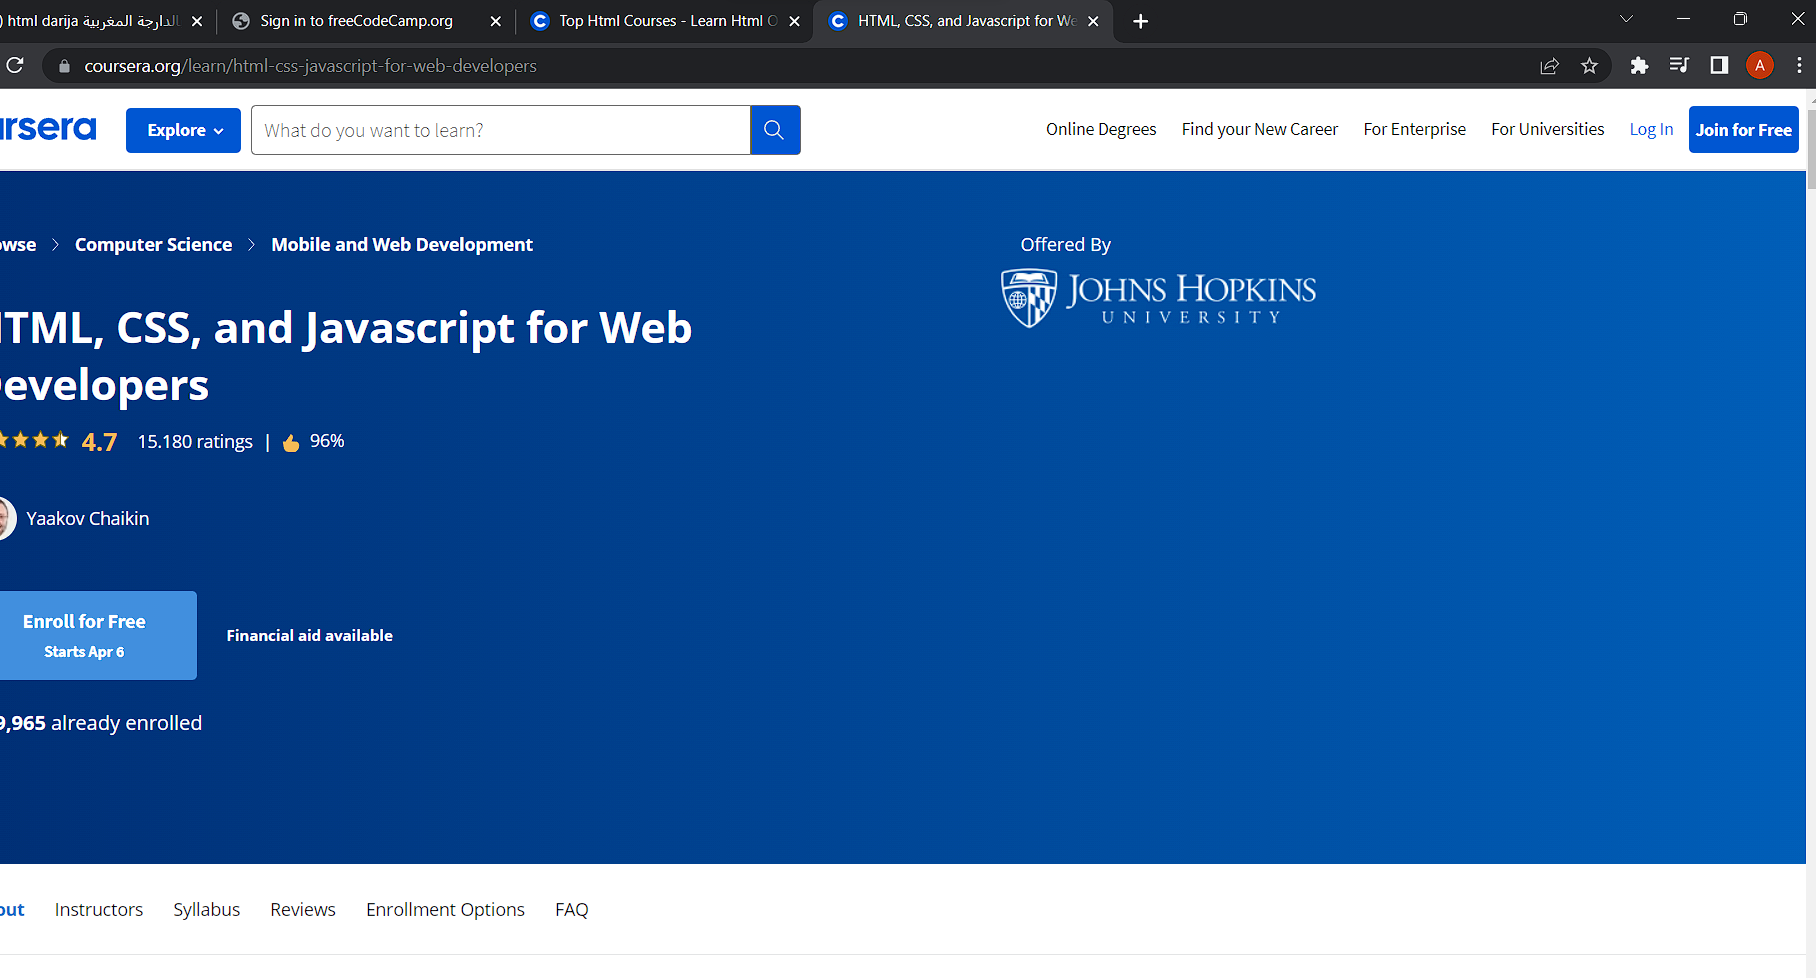 ) html darija الدارجة المغربية
Sign in to freeCodeCamp.org
Top Html Courses - Learn Html O
HTML, CSS, and Javascript for We
coursera.org/learn/html-css-javascript-for-web-developers
A
rsera
Explore
What do you want to learn?
Online Degrees
Find your New Career
For Enterprise
For Universities
Log In
Join for Free
wse > Computer Science > Mobile and Web Development
Offered By
JOHNS HOPKINS
UNIVERSITY
TML, CSS, and Javascript for Web
evelopers
4.7 15.180 ratings | 96%
Yaakov Chaikin
Enroll for Free
Starts Apr 6
Financial aid available
9,965 already enrolled
out
Instructors
Syllabus
Reviews
Enrollment Options
FAQ